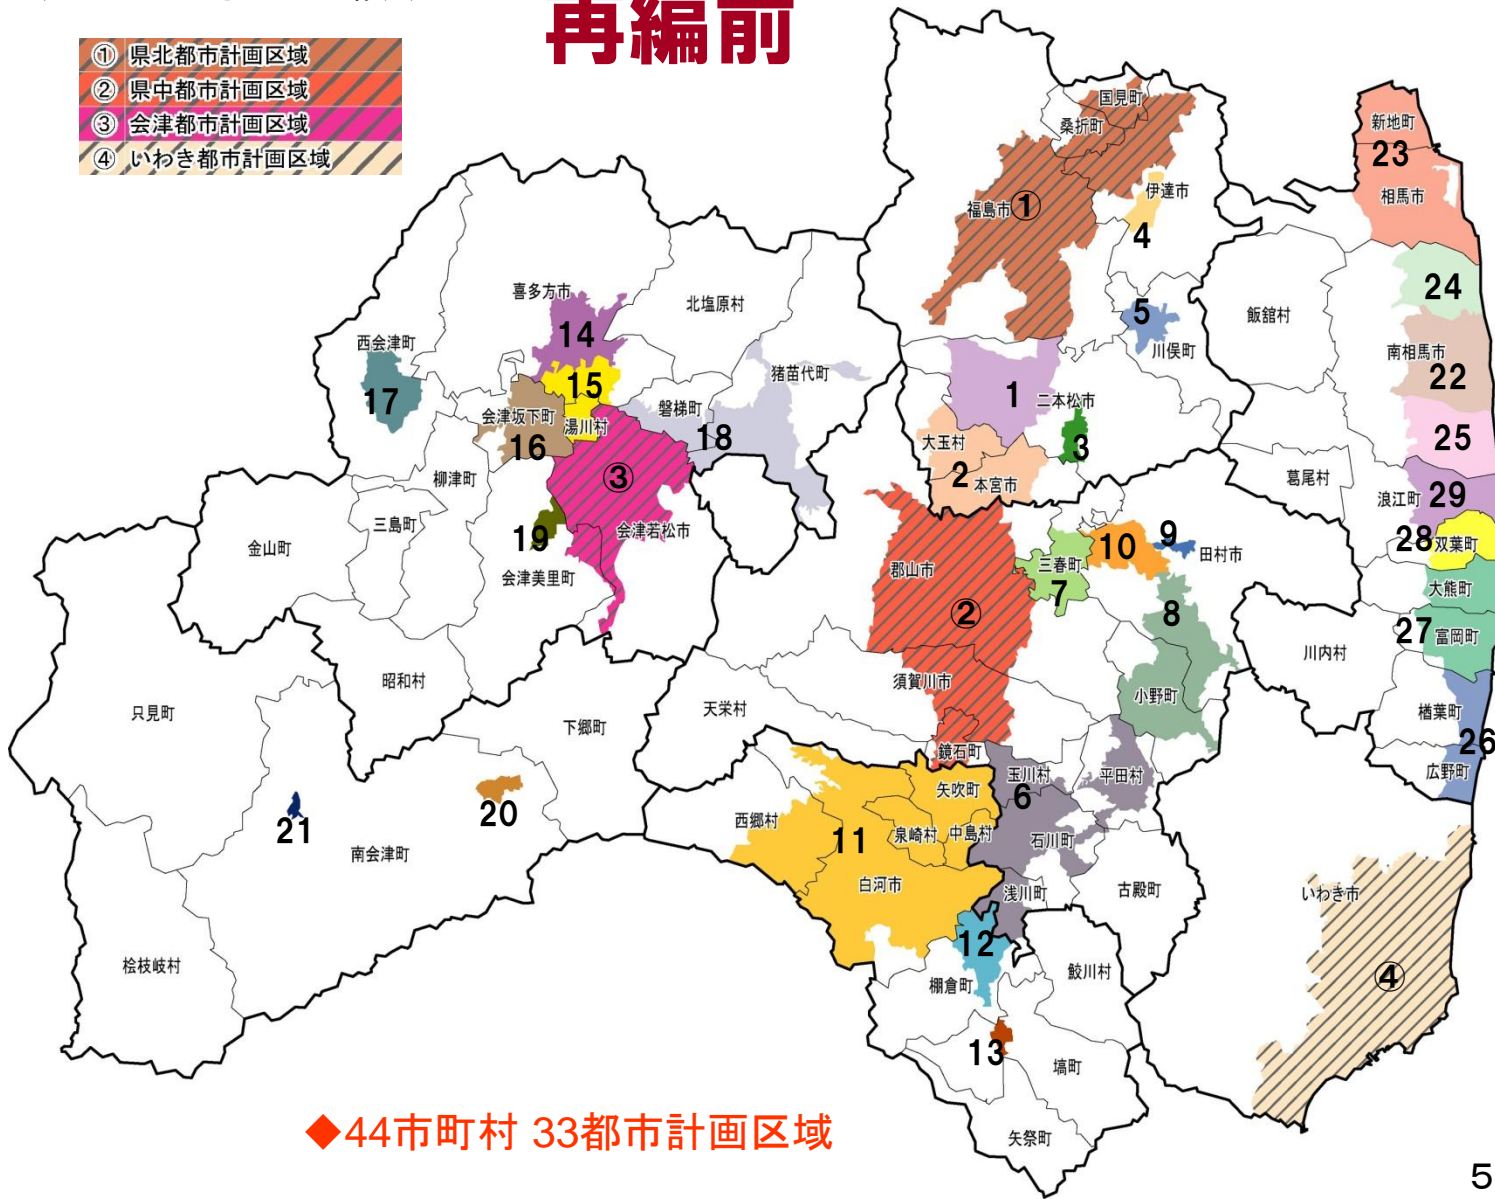 再編前
① 県北都市計画区域
② 県中都市計画区域
③ 会津都市計画区域
④ いわき都市計画区域
国見町
桑折町
新地町
23
相馬市
伊達市
福島市①
4
24
喜多方市
北塩原村
飯舘村
5
14
西会津町
川俣町
南相馬市
猪苗代町
22
15
17
1
二本松市
磐梯町
会津坂下町
湯川村
18
大玉村
3
25
16
2
本宮市
③
柳津町
葛尾村
浪江町
29
三島町
会津若松市
19
金山町
9
10
田村市
28
双葉町
会津美里町
郡山市
三春町
7
大熊町
②
8
27
富岡町
川内村
昭和村
須賀川市
小野町
只見町
天栄村
下郷町
楢葉町
26
鏡石町
玉川村
平田村
広野町
6
矢吹町
21
20
西郷村
11
泉崎村
中島村
石川町
南会津町
白河市
浅川町
古殿町
いわき市
12
桧枝岐村
棚倉町
鮫川村
④
13
塙町
◆44市町村 33都市計画区域
矢祭町
5